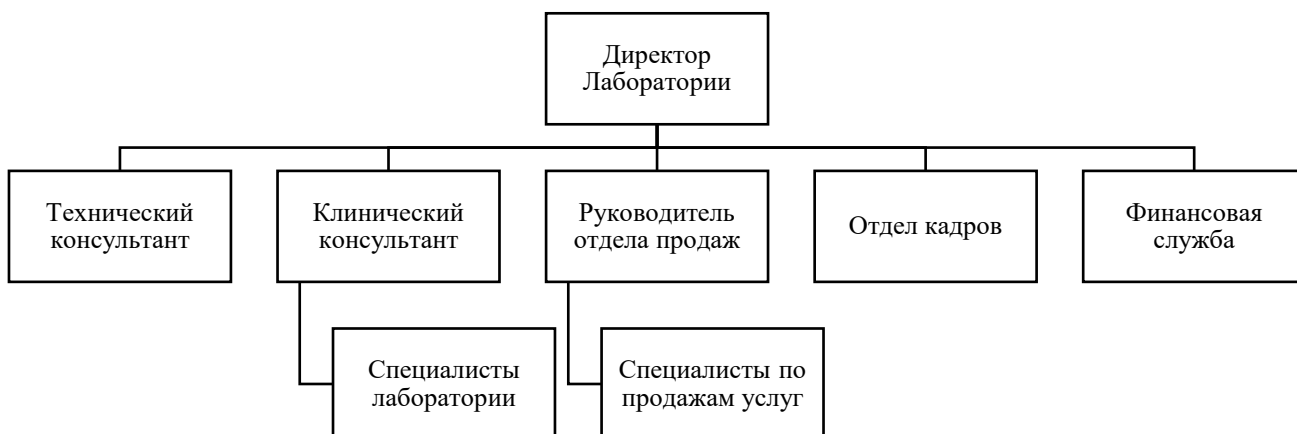 Директор
Лаборатории
Технический
консультант
Клинический
консультант
Руководитель
отдела продаж
Отдел кадров
Финансовая
служба
Специалисты
лаборатории
Специалисты по
продажам услуг